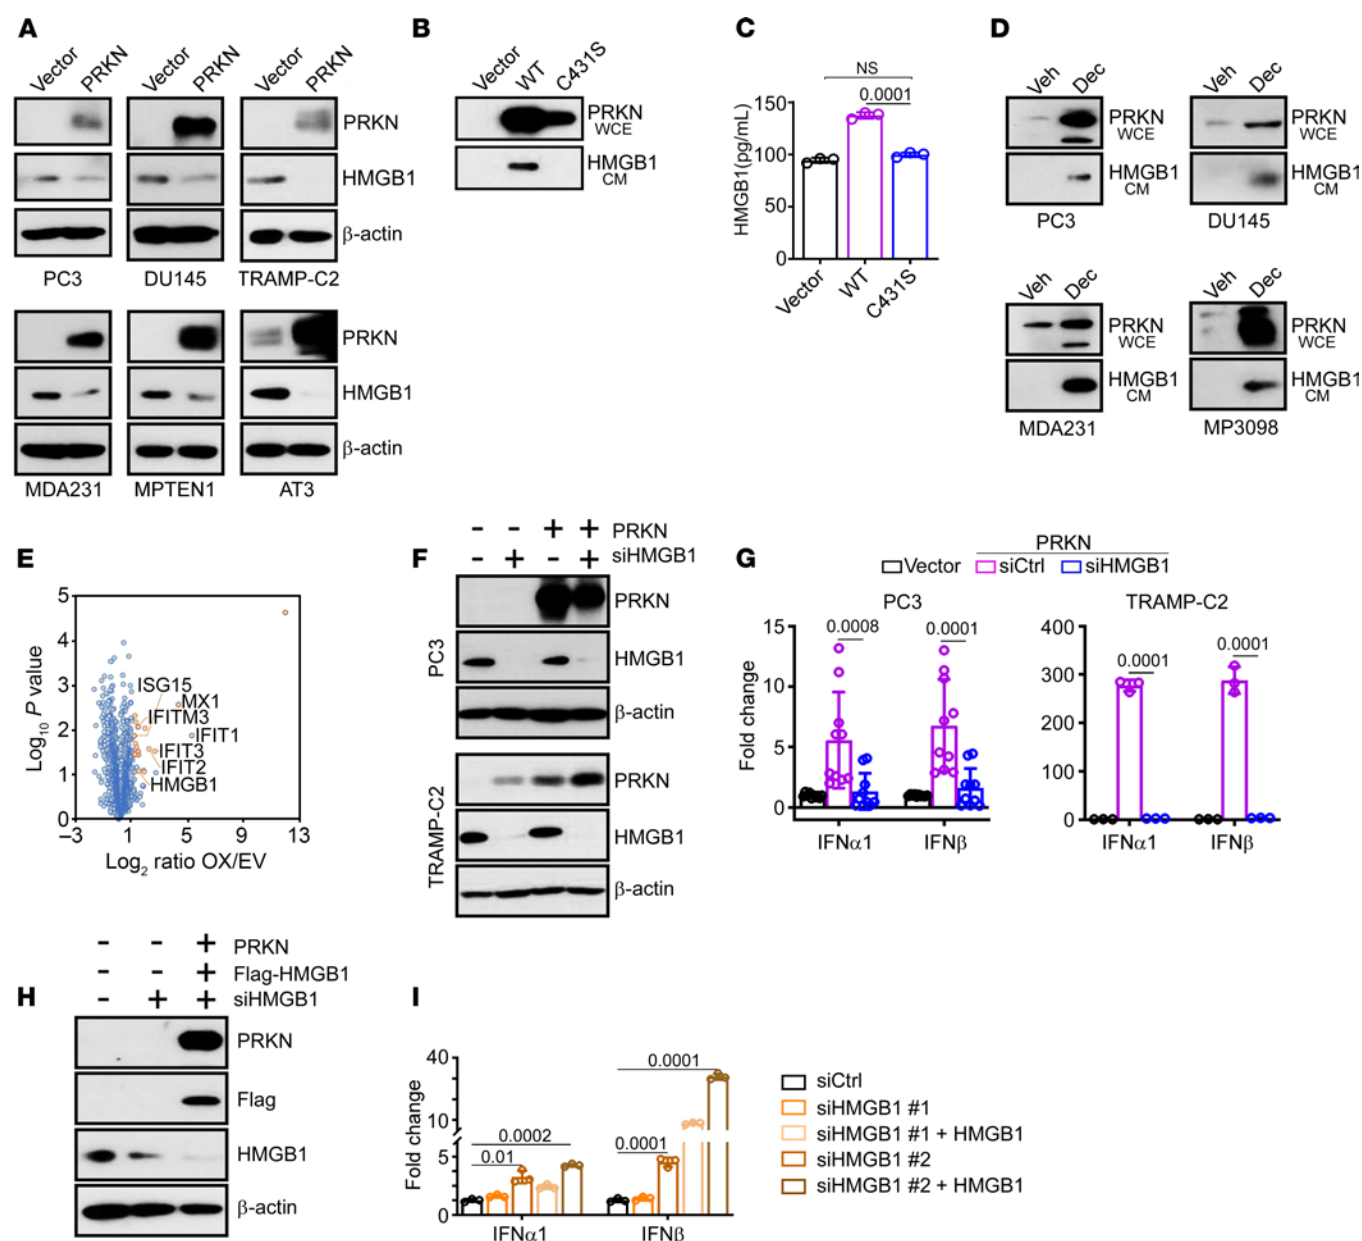 A
Vector
PRKN
Vector
PRKN
Vector
PRKN
PRKN
HMGB1
β-actin
PC3
DU145
TRAMP-C2
PRKN
HMGB1
β-actin
MDA231
MPTEN1
AT3
B
Vector
WT
C431S
PRKN
WCE
HMGB1
CM
C
NS
0.0001
150
100
50
0
HMGB1(pg/mL)
Vector
WT
C431S
D
Veh
Dec
Veh
Dec
PRKN
WCE
PRKN
WCE
HMGB1
CM
HMGB1
CM
PC3
DU145
Veh
Dec
Veh
Dec
PRKN
WCE
PRKN
WCE
HMGB1
CM
HMGB1
CM
MDA231
MP3098
E
5
4
3
2
1
0
Log10 P value
ISG15
MX1
IFITM3
IFIT1
IFIT3
IFIT2
HMGB1
−3
1
5
9
13
Log2 ratio OX/EV
F
- - + + PRKN
- + - + siHMGB1
PC3
PRKN
HMGB1
β-actin
TRAMP-C2
PRKN
HMGB1
β-actin
G
PRKN
Vector
siCtrl
siHMGB1
PC3
15
10
5
0
Fold change
0.0008
0.0001
IFNα1
IFNβ
TRAMP-C2
400
300
200
100
0
0.0001
0.0001
IFNα1
IFNβ
H
- - + PRKN
- - + Flag-HMGB1
- + + siHMGB1
PRKN
Flag
HMGB1
β-actin
I
40
10
5
0
Fold change
0.0002
0.01
0.0001
0.0001
IFNα1
IFNβ
siCtrl
siHMGB1 #1
siHMGB1 #1 + HMGB1
siHMGB1 #2
siHMGB1 #2 + HMGB1